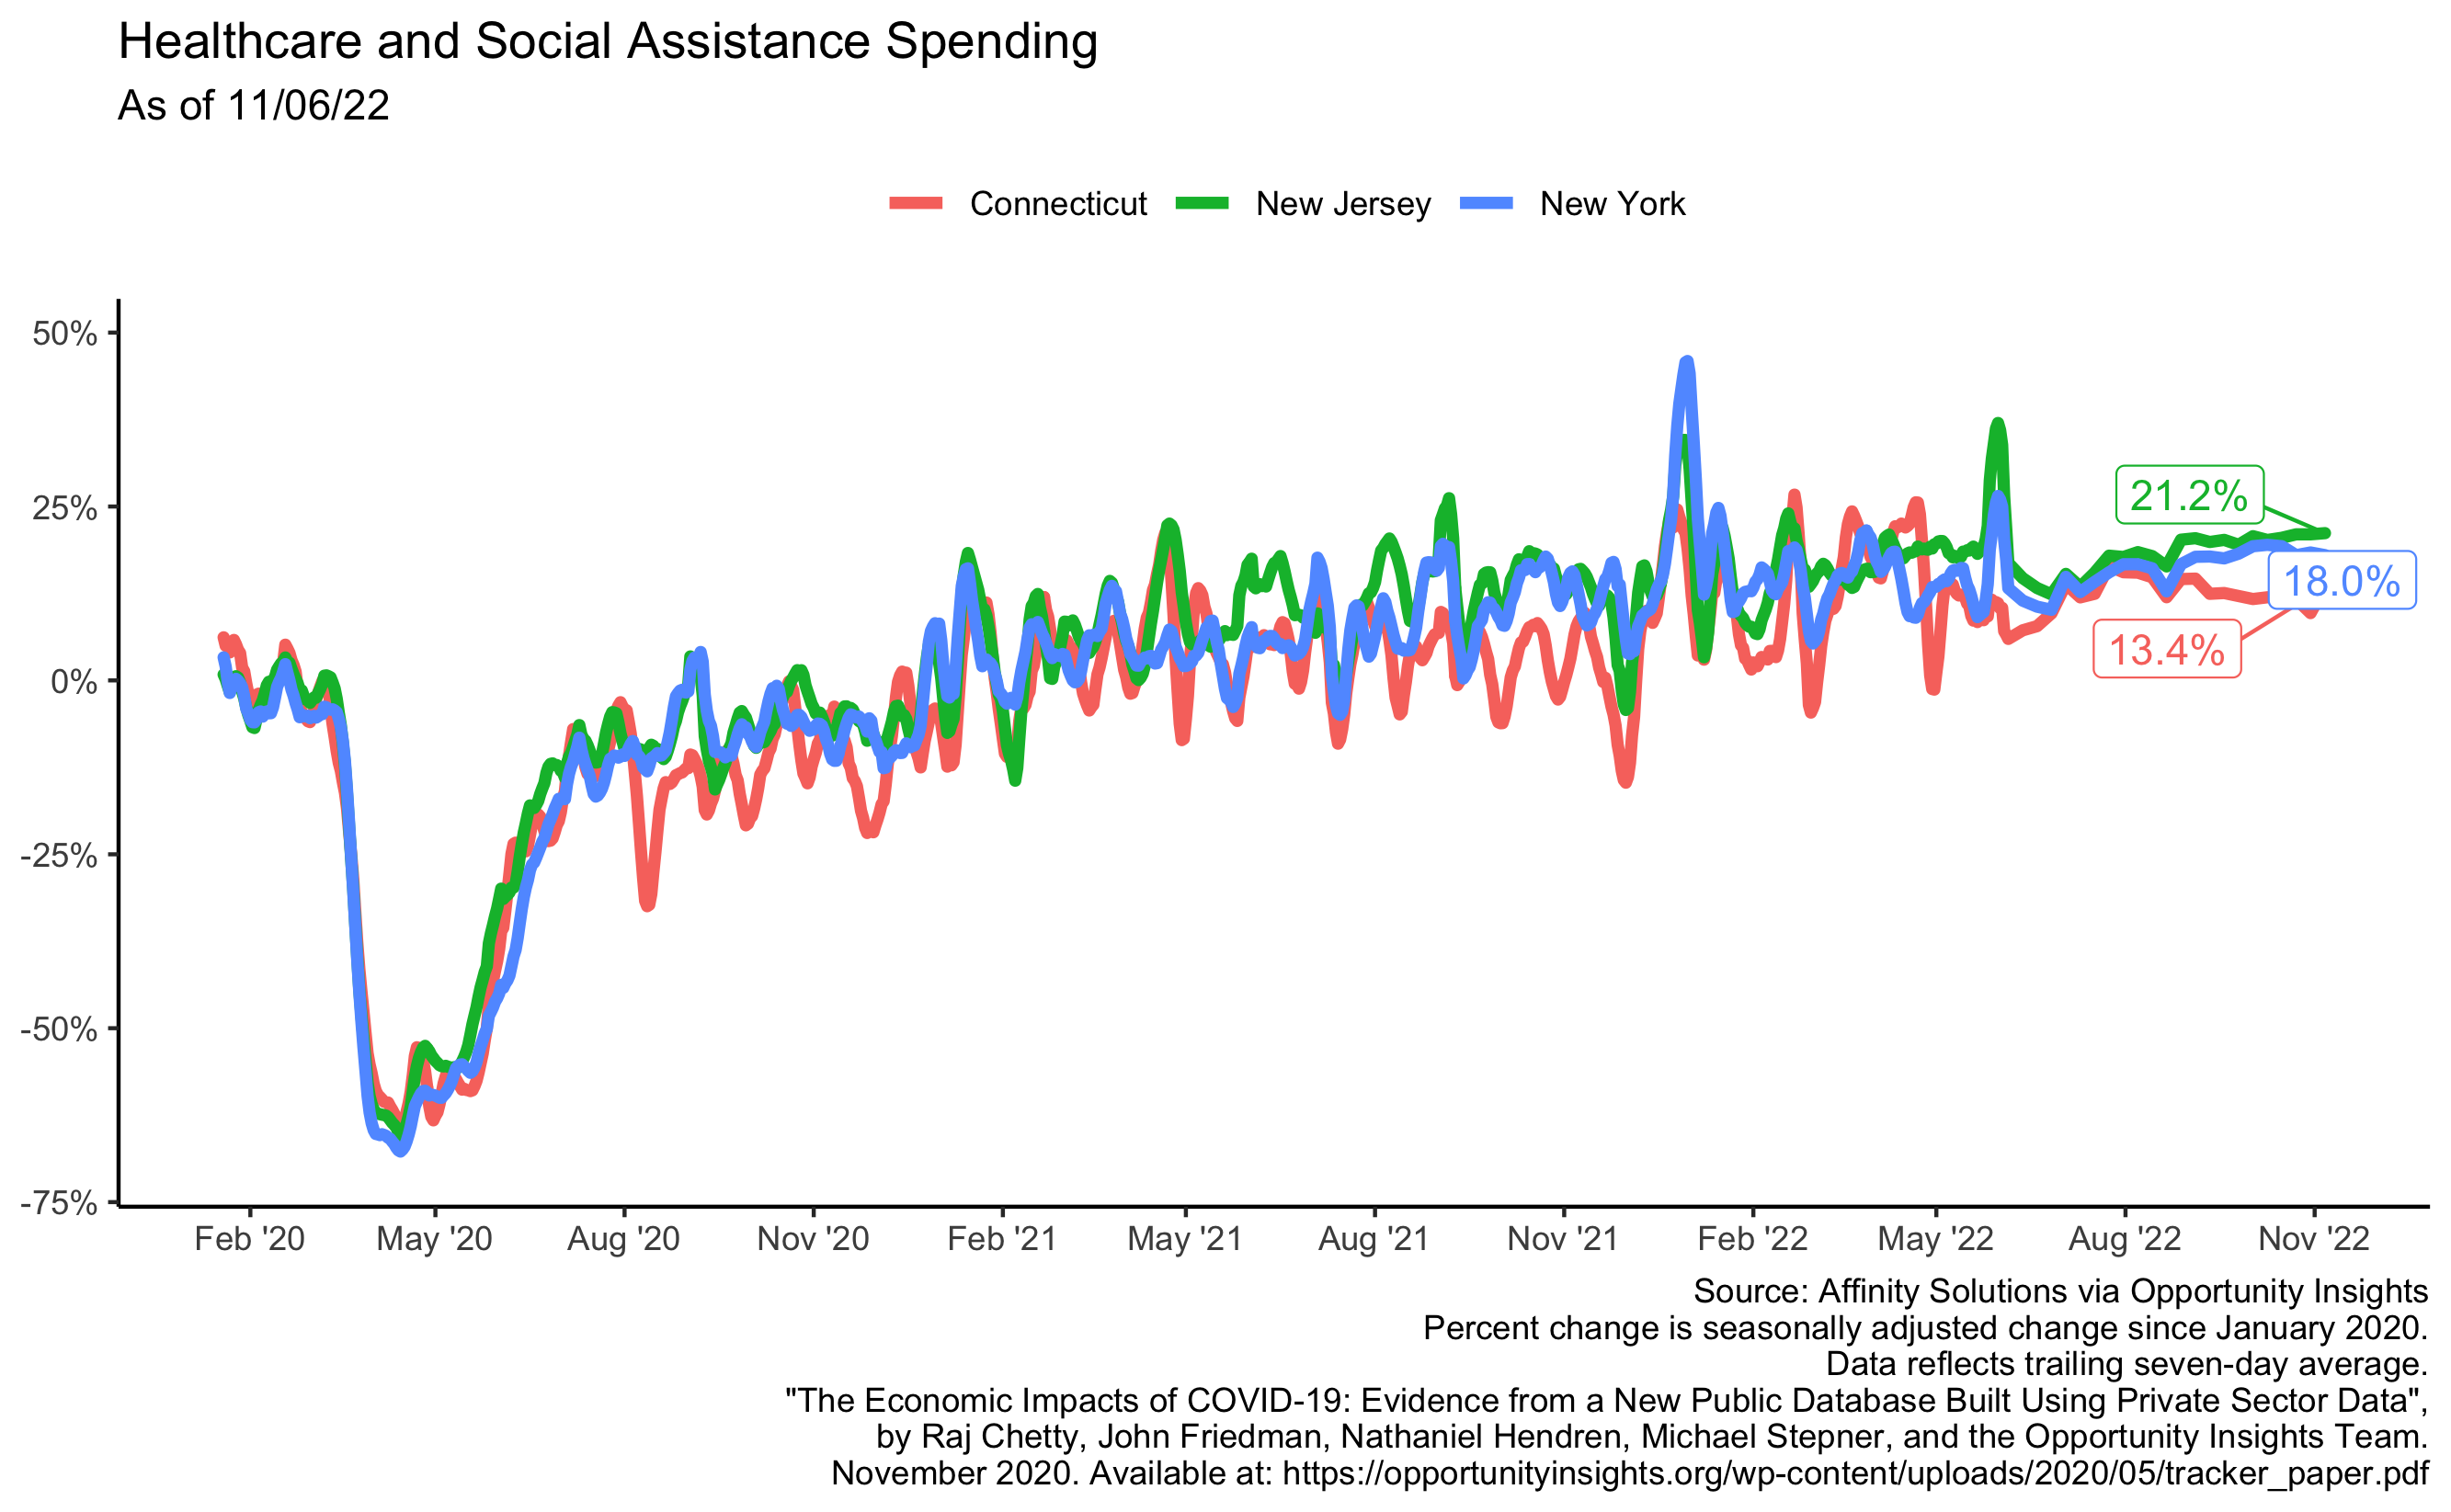 Healthcare and Social Assistance Spending
As of 11/06/22
Connecticut New Jersey New York
50%
25%
0%
-25%
-50%
-75%
21.2%
18.0%
13.4%
Feb '20 May '20 Aug '20 Nov '20 Feb '21 May '21 Aug '21 Nov '21 Feb '22 May '22 Aug '22 Nov '22
Source: Affinity Solutions via Opportunity Insights
Percent change is seasonally adjusted change since January 2020.
Data reflects trailing seven-day average.
"The Economic Impacts of COVID-19: Evidence from a New Public Database Built Using Private Sector Data",
by Raj Chetty, John Friedman, Nathaniel Hendren, Michael Stepner, and the Opportunity Insights Team.
November 2020. Available at: https://opportunityinsights.org/wp-content/uploads/2020/05/tracker_paper.pdf